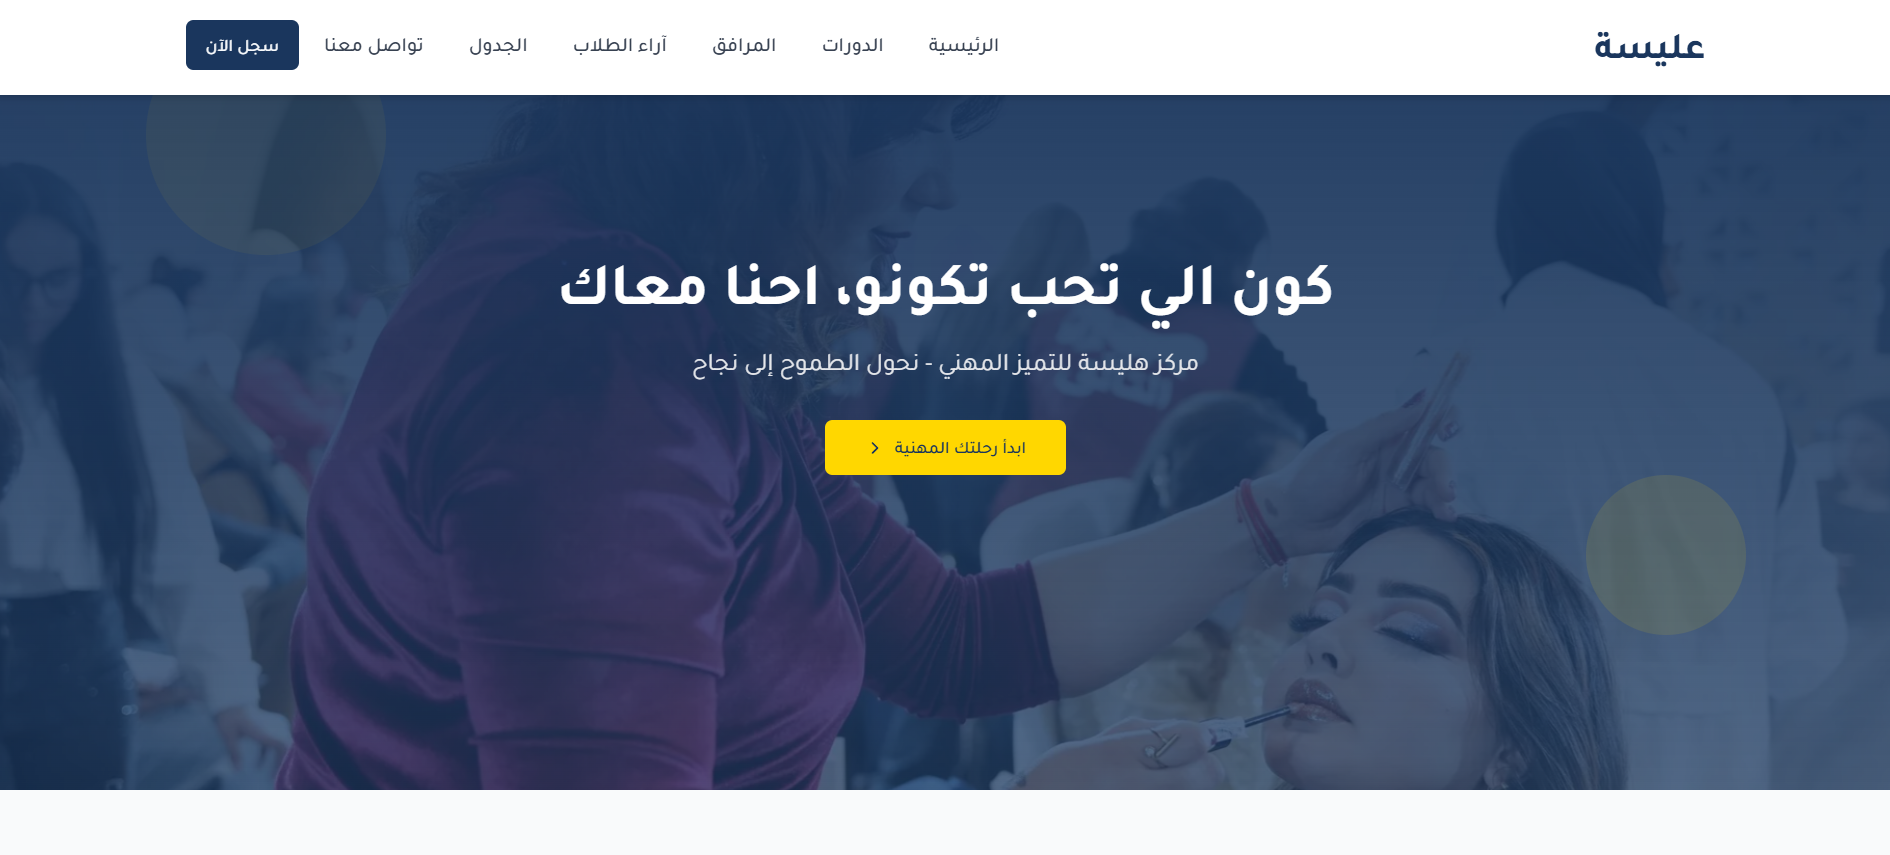 عليسة
الرئيسية
الدورات
المرافق
آراء الطلاب
الجدول
تواصل معنا
سجل الآن
كون الي تحب تكونو، احنا معاك
مركز هليسة للتميز المهني - نحول الطموح إلى نجاح
ابدأ رحلتك المهنية